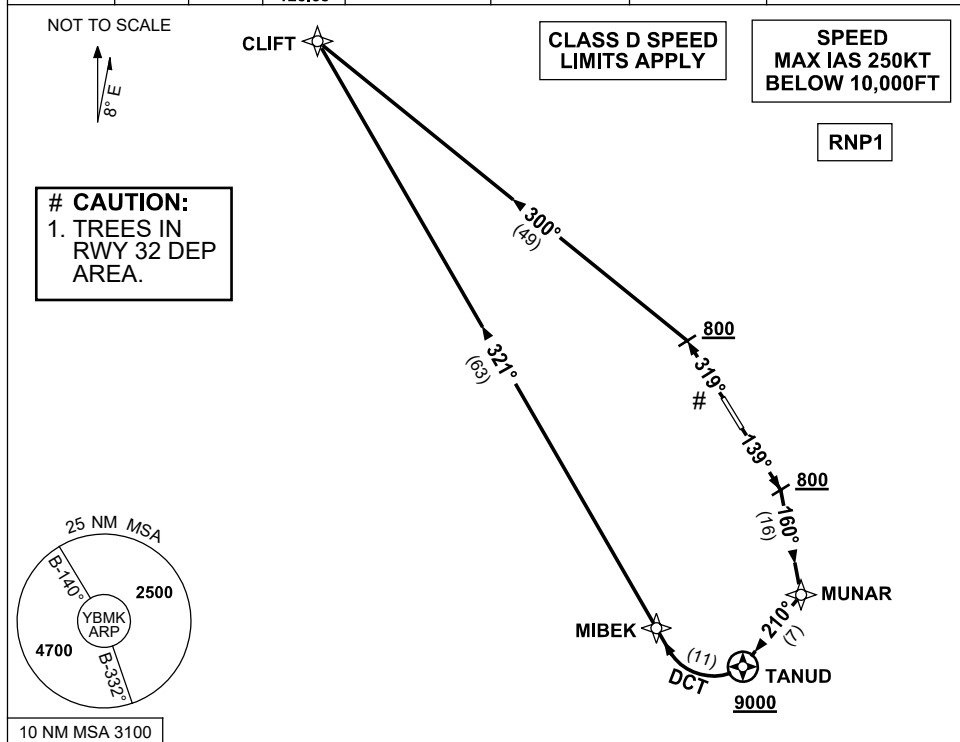 NOT TO SCALE
8° E
CLIFT
CLASS D SPEED
LIMITS APPLY
SPEED
MAX IAS 250KT
BELOW 10,000FT
RNP1
# CAUTION:
1. TREES IN
RWY 32 DEP
AREA.
300°
(49)
800
319°
#
321°
(63)
139°
800
160°
(16)
MUNAR
210°
(7)
MIBEK
(11)
DCT
TANUD
9000
25 NM MSA
B-140°
2500
YBMK
ARP
4700
B-332°
10 NM MSA 3100